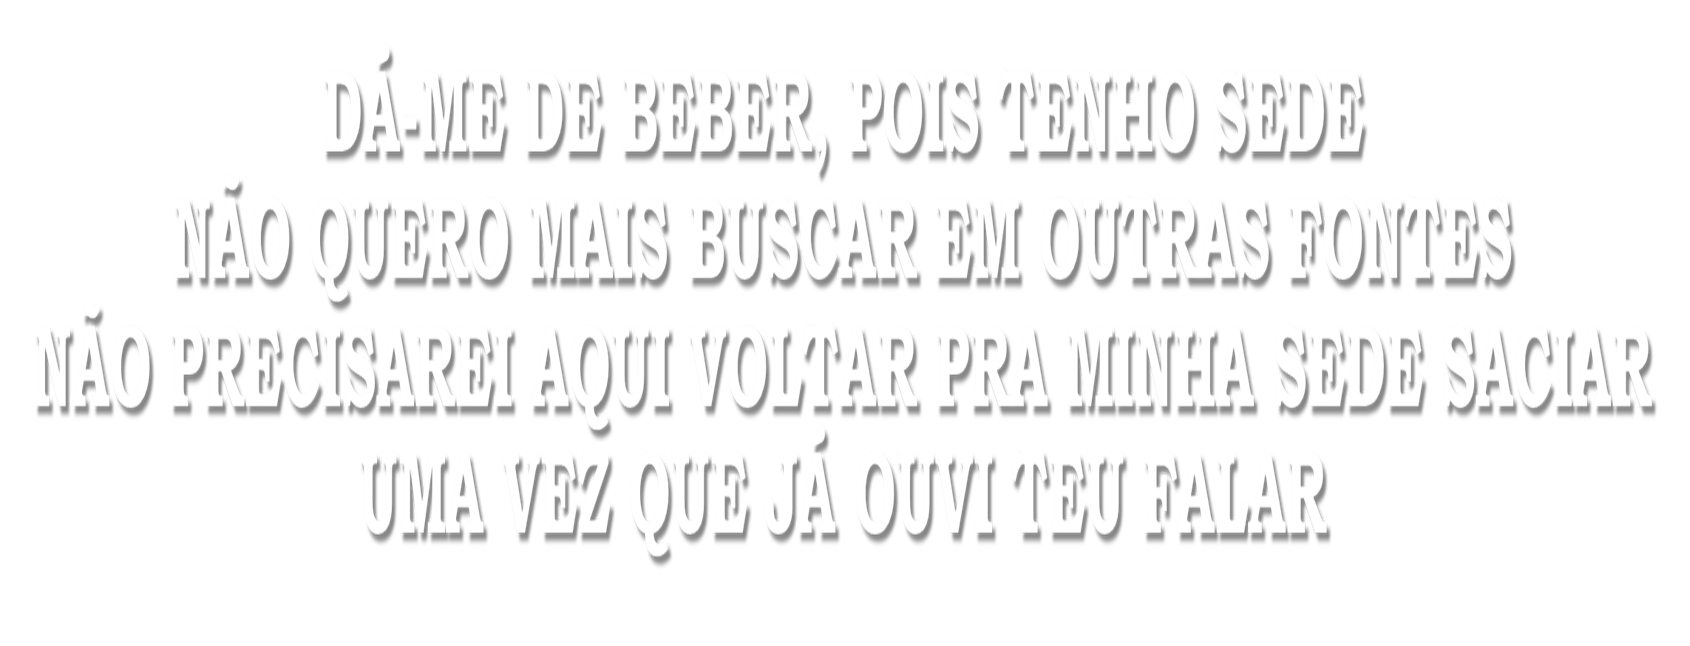 DÁ-ME DE BEBER, POIS TENHO SEDE
NÃO QUERO MAIS BUSCAR EM OUTRAS FONTES
NÃO PRECISAREI AQUI VOLTAR PRA MINHA SEDE SACIAR
UMA VEZ QUE JÁ OUVI TEU FALAR